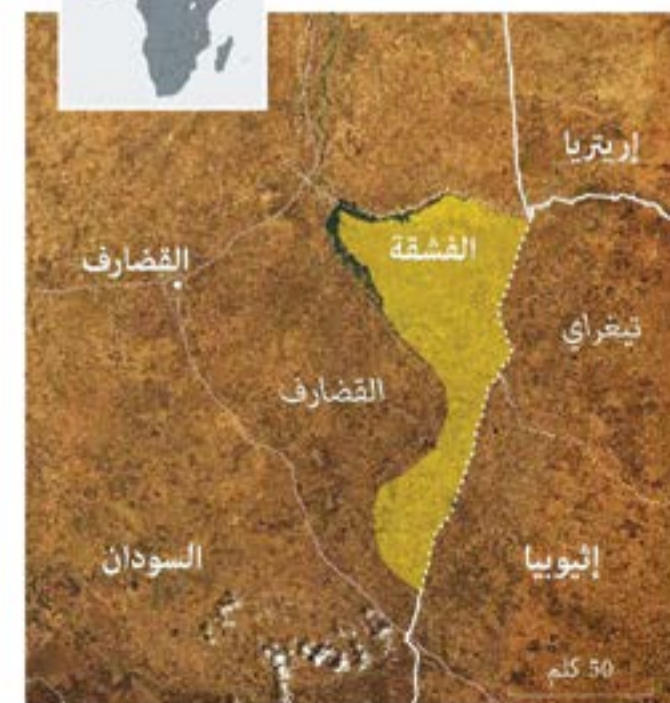 إريتريا
الفشقة
القضارف
تيغراي
القضارف
السودان
إثيوبيا
50 كلم